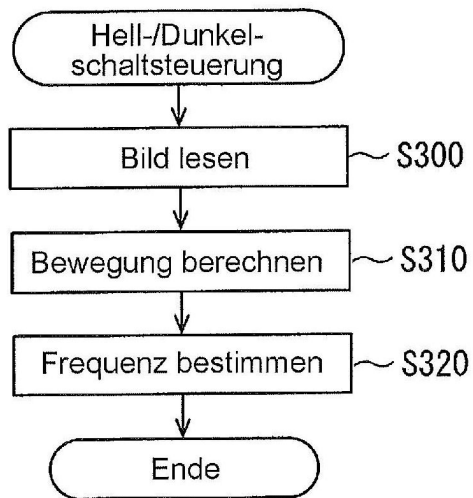 Hell-/Dunkel-
schaltsteuerung
Bild lesen
S300
Bewegung berechnen
S310
Frequenz bestimmen
S320
Ende